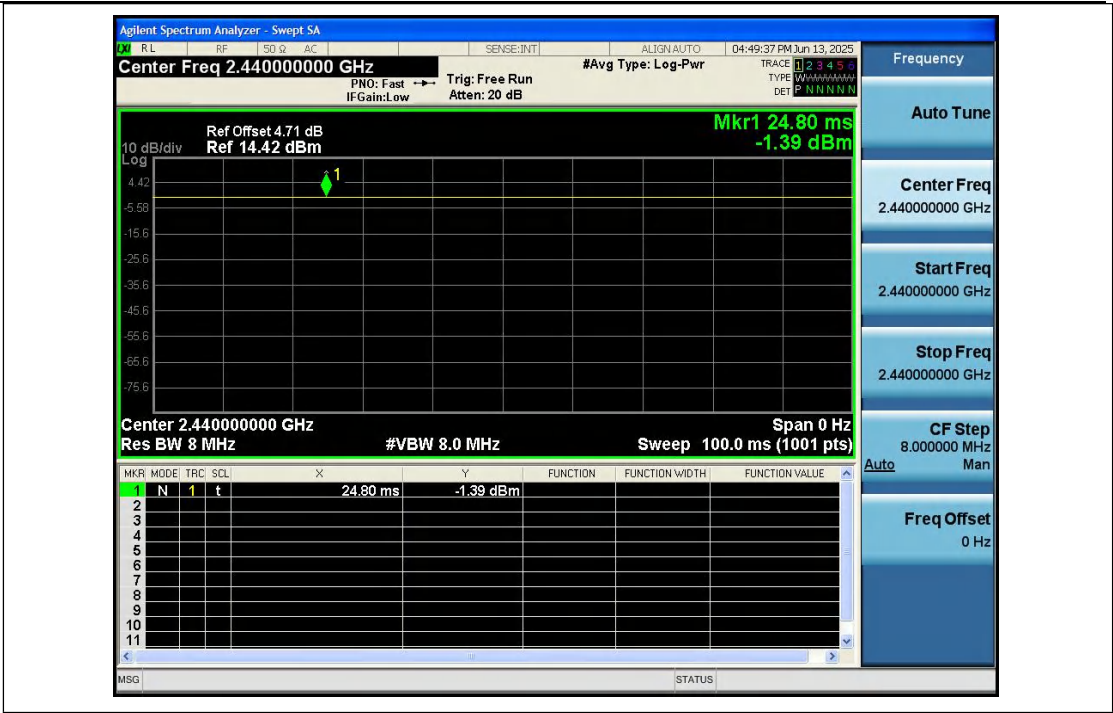 Agilent Spectrum Analyzer - Swept SA
LXI RL RF 50 Ω AC SENSE:INT ALIGN AUTO 04:49:37 PM Jun 13, 2025
Center Freq 2.440000000 GHz
PNO: Fast
IFGain:Low
Trig: Free Run
Atten: 20 dB
#Avg Type: Log-Pwr
TRACE 1 2 3 4 5 6
TYPE WWWWWW
DET P N N N N N
Mkr1 24.80 ms
-1.39 dBm
Ref Offset 4.71 dB
10 dB/div Ref 14.42 dBm
Log
1
4.42
-5.58
-15.6
-25.6
-35.6
-45.6
-55.6
-65.6
-75.6
Center 2.440000000 GHz Span 0 Hz
Res BW 8 MHz #VBW 8.0 MHz Sweep 100.0 ms (1001 pts)
MKR MODE TRC SCL X Y FUNCTION FUNCTION WIDTH FUNCTION VALUE
1 N 1 t 24.80 ms -1.39 dBm
2
3
4
5
6
7
8
9
10
11
MSG STATUS
Frequency
Auto Tune
Center Freq
2.440000000 GHz
Start Freq
2.440000000 GHz
Stop Freq
2.440000000 GHz
CF Step
8.000000 MHz
Auto Man
Freq Offset
0 Hz